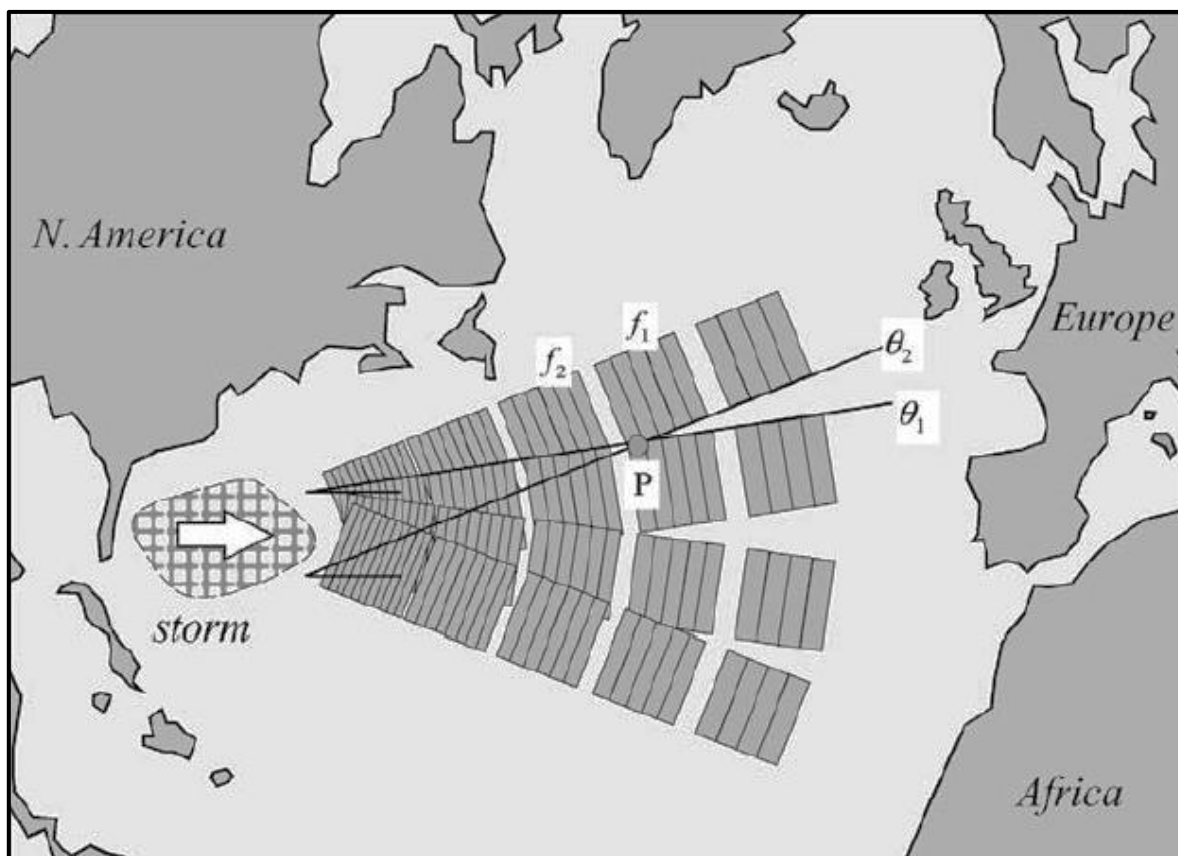 N. America
f₁
Europe
θ₂
f₂
θ₁
P
storm
Africa